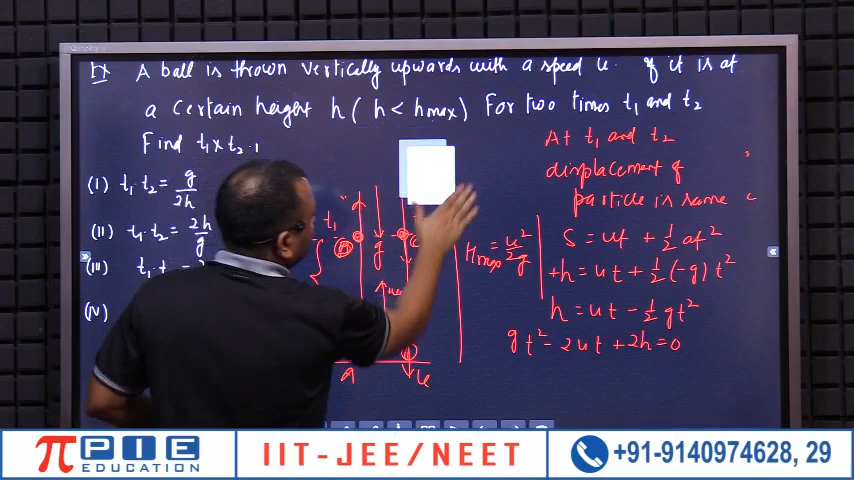 Ex A ball is thrown vertically upwards with a speed u. If it is at
a certain height h (h < hmax) For two times t1 and t2
Find t1 x t2.
(I) t1.t2 = g/2h
(II) t1.t2 = 2h/g
(III)
(IV)
t1
g
u
Hmax = u²/2g
At t1 and t2
displacement of
particle is same
S = ut + 1/2 at²
+h = ut + 1/2 (-g) t²
h = ut - 1/2 gt²
gt² - 2ut + 2h = 0
π PIE EDUCATION
IIT-JEE/NEET
+91-9140974628, 29